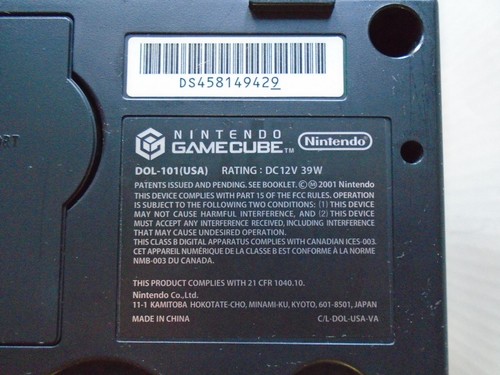 ORT
DS458149429
NINTENDO
GAMECUBE™ Nintendo
DOL-101(USA) RATING : DC 12V 39W
PATENTS ISSUED AND PENDING. SEE BOOKLET. ©Ⓜ 2001 Nintendo
THIS DEVICE COMPLIES WITH PART 15 OF THE FCC RULES. OPERATION
IS SUBJECT TO THE FOLLOWING TWO CONDITIONS: (1) THIS DEVICE
MAY NOT CAUSE HARMFUL INTERFERENCE, AND (2) THIS DEVICE
MUST ACCEPT ANY INTERFERENCE RECEIVED, INCLUDING INTERFERENCE
THAT MAY CAUSE UNDESIRED OPERATION.
THIS CLASS B DIGITAL APPARATUS COMPLIES WITH CANADIAN ICES-003.
CET APPAREIL NUMÉRIQUE DE LA CLASSE B EST CONFORME À LA NORME
NMB-003 DU CANADA.
THIS PRODUCT COMPLIES WITH 21 CFR 1040.10.
Nintendo Co.,Ltd.
11-1 KAMITOBA HOKOTATE-CHO, MINAMI-KU, KYOTO, 601-8501, JAPAN
MADE IN CHINA C/L-DOL-USA-VA